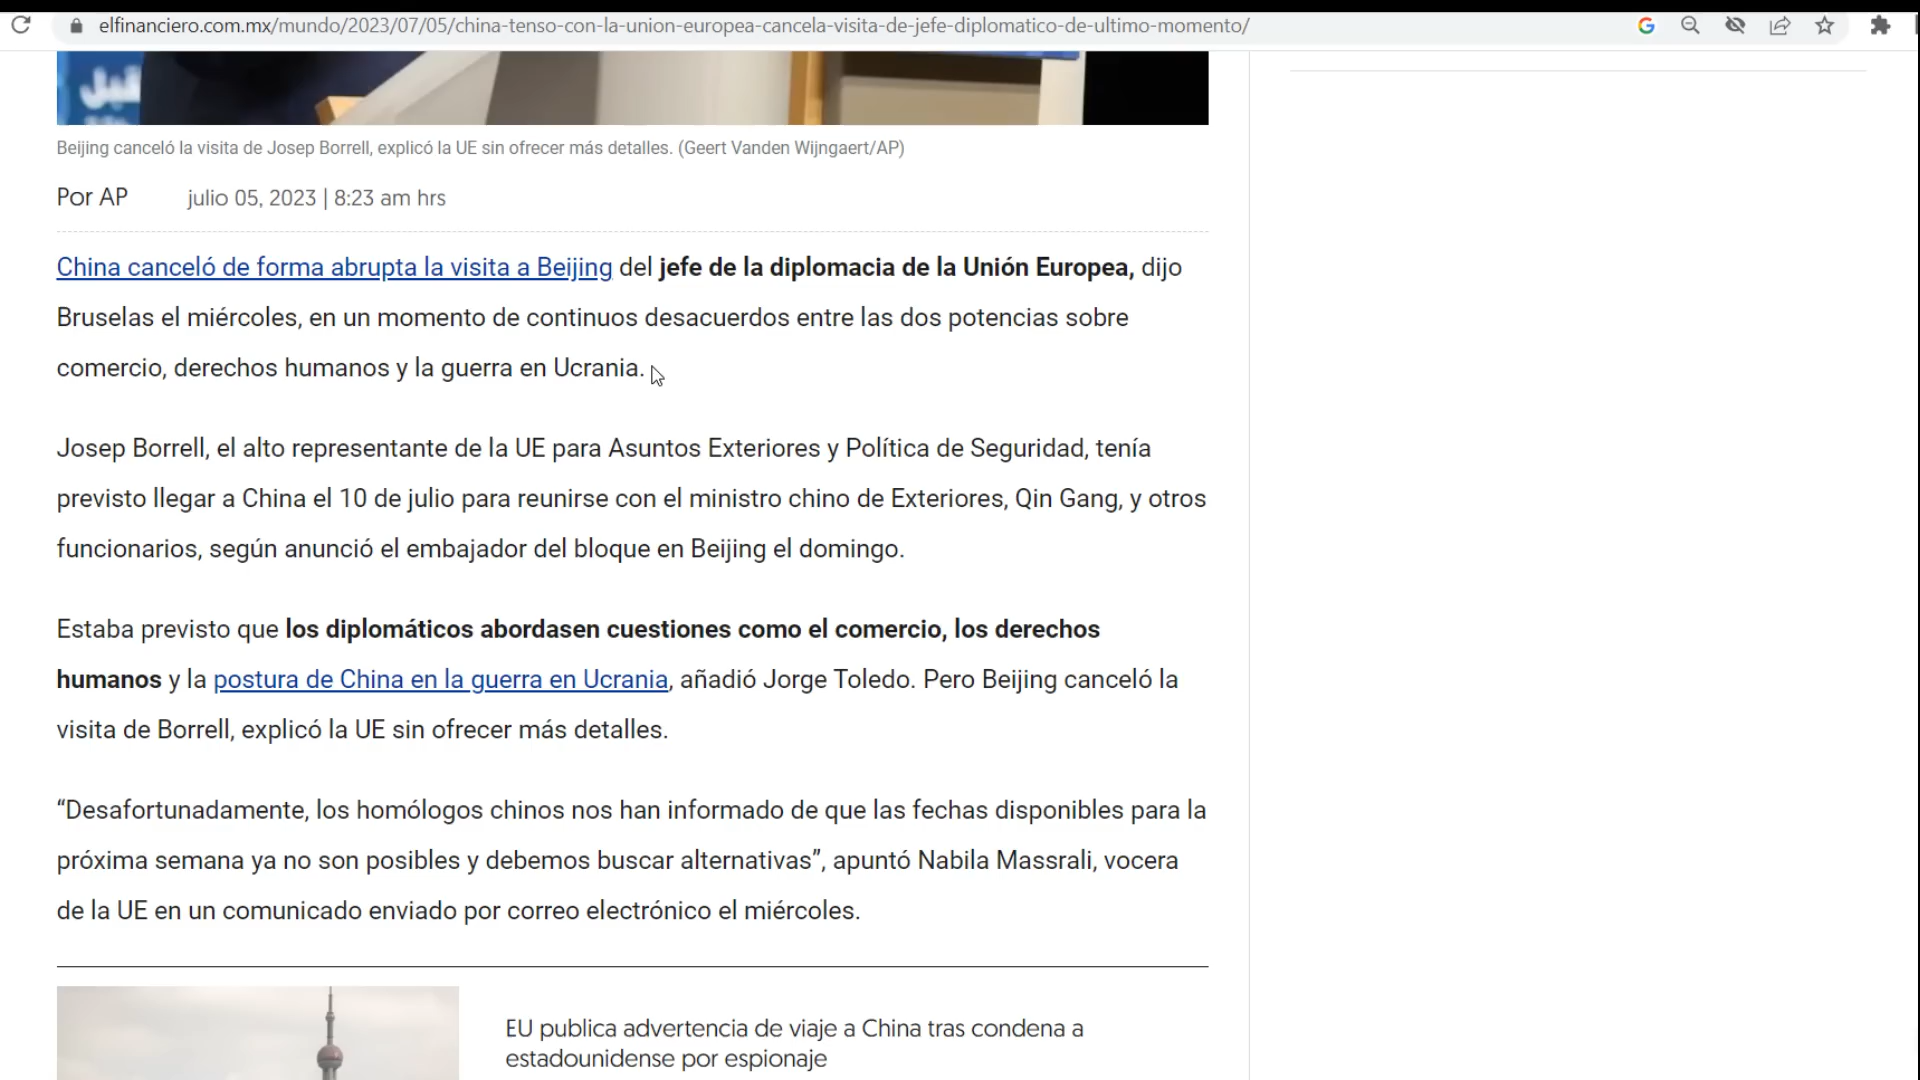 elfinanciero.com.mx/mundo/2023/07/05/china-tenso-con-la-union-europea-cancela-visita-de-jefe-diplomatico-de-ultimo-momento/
Beijing canceló la visita de Josep Borrell, explicó la UE sin ofrecer más detalles. (Geert Vanden Wijngaert/AP)
Por AP julio 05, 2023 | 8:23 am hrs
China canceló de forma abrupta la visita a Beijing del jefe de la diplomacia de la Unión Europea, dijo
Bruselas el miércoles, en un momento de continuos desacuerdos entre las dos potencias sobre
comercio, derechos humanos y la guerra en Ucrania.
Josep Borrell, el alto representante de la UE para Asuntos Exteriores y Política de Seguridad, tenía
previsto llegar a China el 10 de julio para reunirse con el ministro chino de Exteriores, Qin Gang, y otros
funcionarios, según anunció el embajador del bloque en Beijing el domingo.
Estaba previsto que los diplomáticos abordasen cuestiones como el comercio, los derechos
humanos y la postura de China en la guerra en Ucrania, añadió Jorge Toledo. Pero Beijing canceló la
visita de Borrell, explicó la UE sin ofrecer más detalles.
“Desafortunadamente, los homólogos chinos nos han informado de que las fechas disponibles para la
próxima semana ya no son posibles y debemos buscar alternativas”, apuntó Nabila Massrali, vocera
de la UE en un comunicado enviado por correo electrónico el miércoles.
EU publica advertencia de viaje a China tras condena a
estadounidense por espionaje